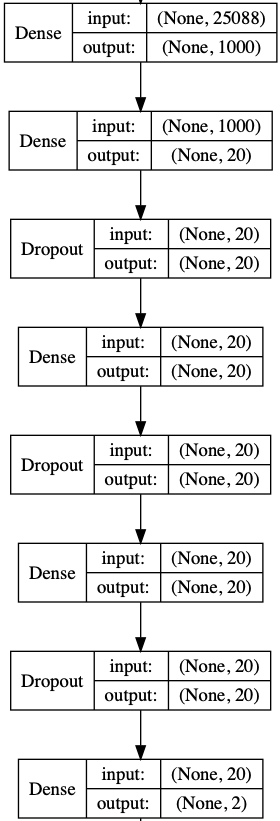 Dense input: (None, 25088)
output: (None, 1000)
Dense input: (None, 1000)
output: (None, 20)
Dropout input: (None, 20)
output: (None, 20)
Dense input: (None, 20)
output: (None, 20)
Dropout input: (None, 20)
output: (None, 20)
Dense input: (None, 20)
output: (None, 20)
Dropout input: (None, 20)
output: (None, 20)
Dense input: (None, 20)
output: (None, 2)